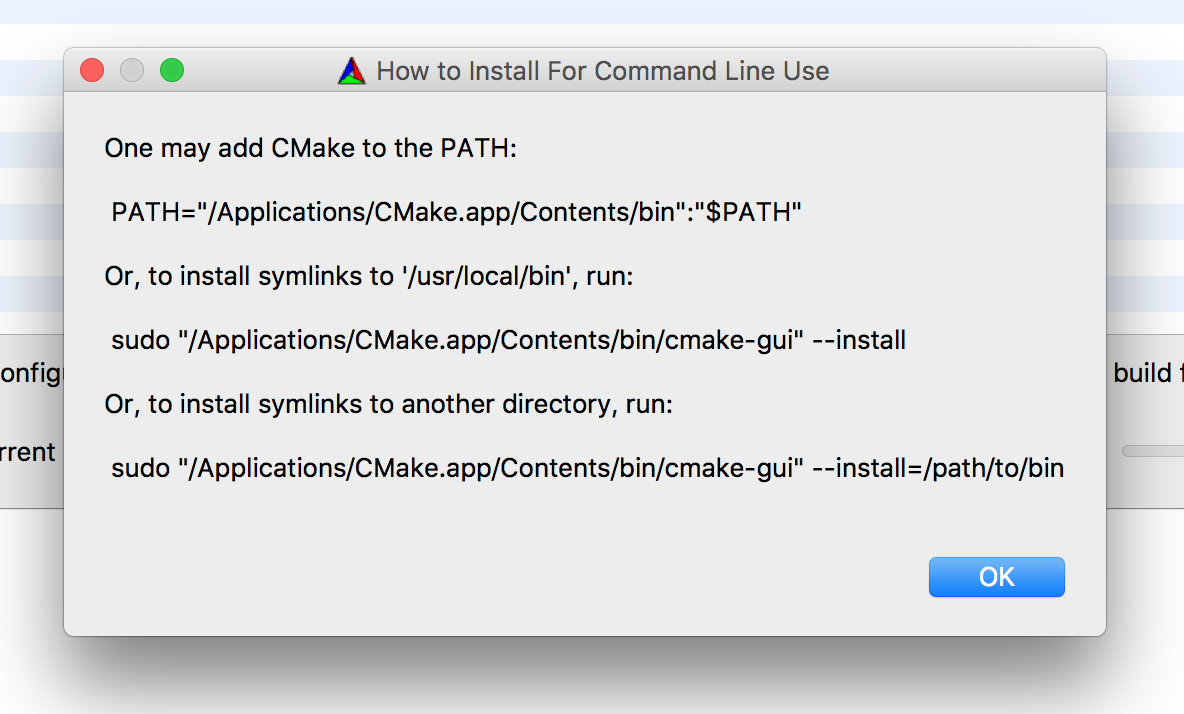 How to Install For Command Line Use
One may add CMake to the PATH:
PATH="/Applications/CMake.app/Contents/bin":"$PATH"
Or, to install symlinks to '/usr/local/bin', run:
sudo "/Applications/CMake.app/Contents/bin/cmake-gui" --install
onfig
build
Or, to install symlinks to another directory, run:
rrent
sudo "/Applications/CMake.app/Contents/bin/cmake-gui" --install=/path/to/bin
OK